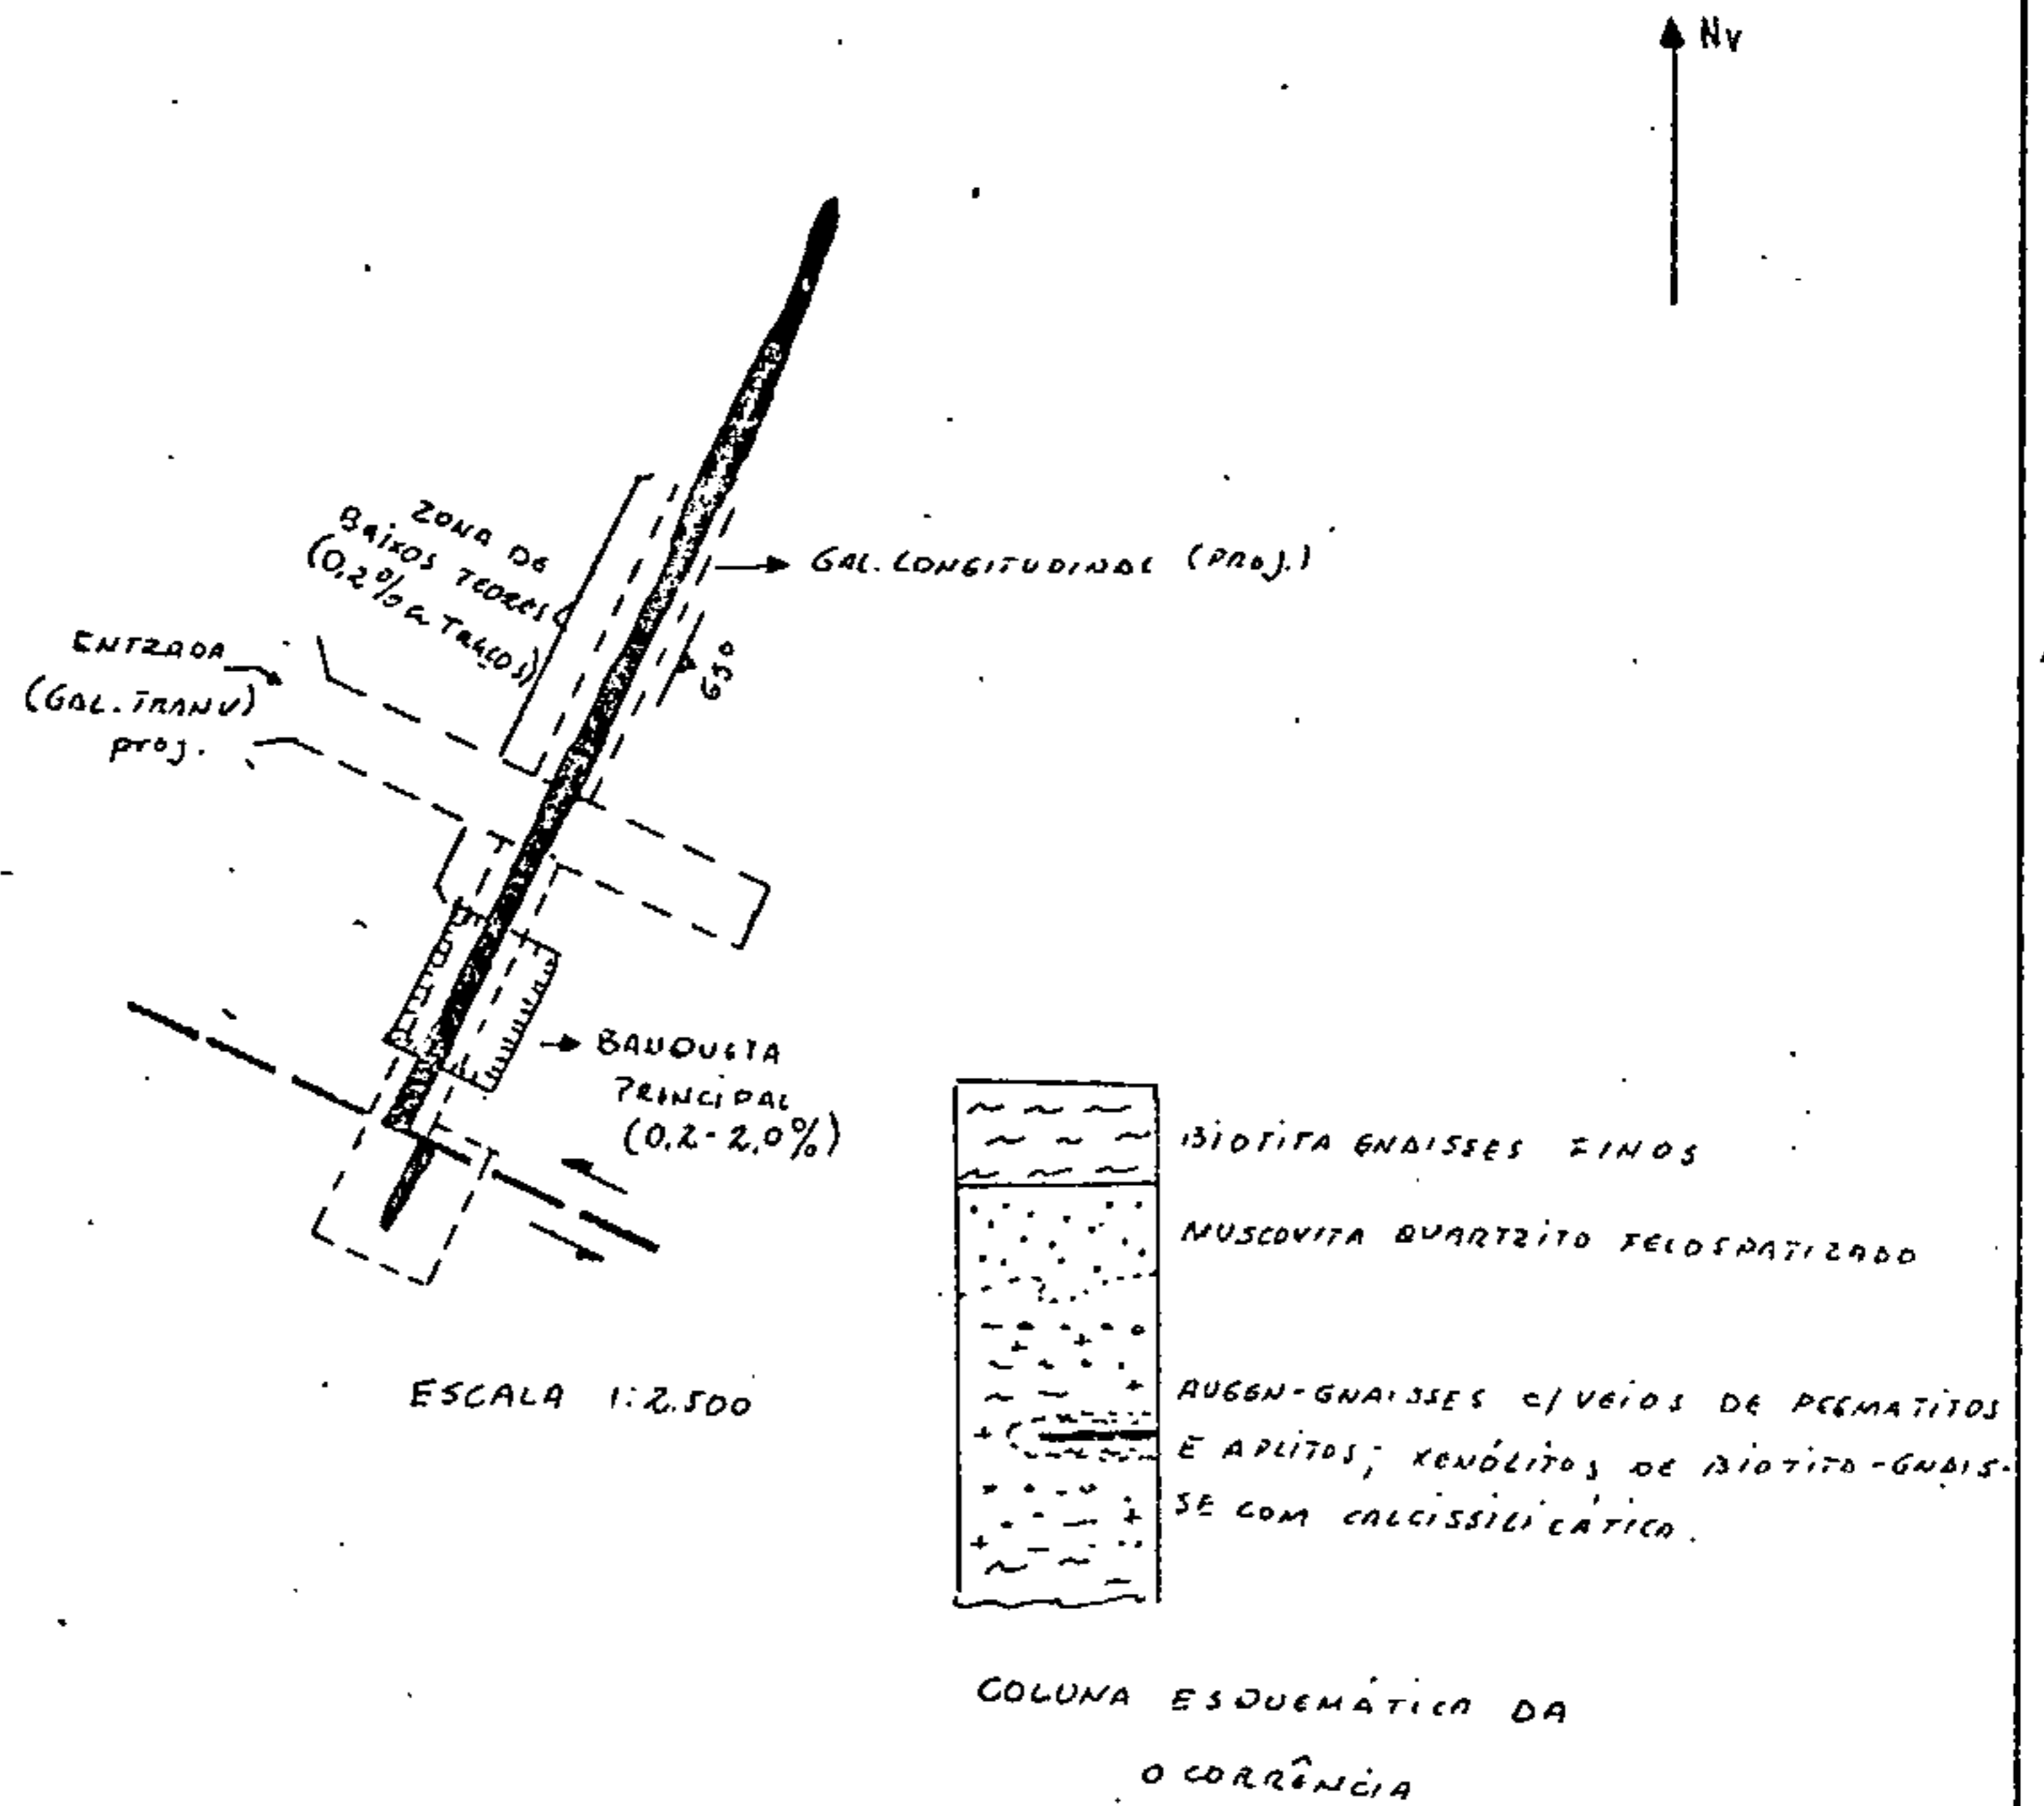 NV
ZONA DE
BAIXOS TEORES
(0,2% a TRAÇOS)
GAL. LONGITUDINAL (PROJ.)
65°
ENTRADA
(GAL. TRANV)
proj.
BANQUETA
PRINCIPAL
(0,2 - 2,0%)
BIOTITA GNAISSES FINOS
MUSCOVITA QUARTZITO FELDSPATIZADO
ESCALA 1:2.500
AUGEN-GNAISSES c/ VEIOS DE PEGMATITOS
E APLITOS; XENÓLITOS DE BIOTITA-GNAIS-
SE COM CALCISSILICÁTICA.
COLUNA ESQUEMÁTICA DA
OCORRÊNCIA